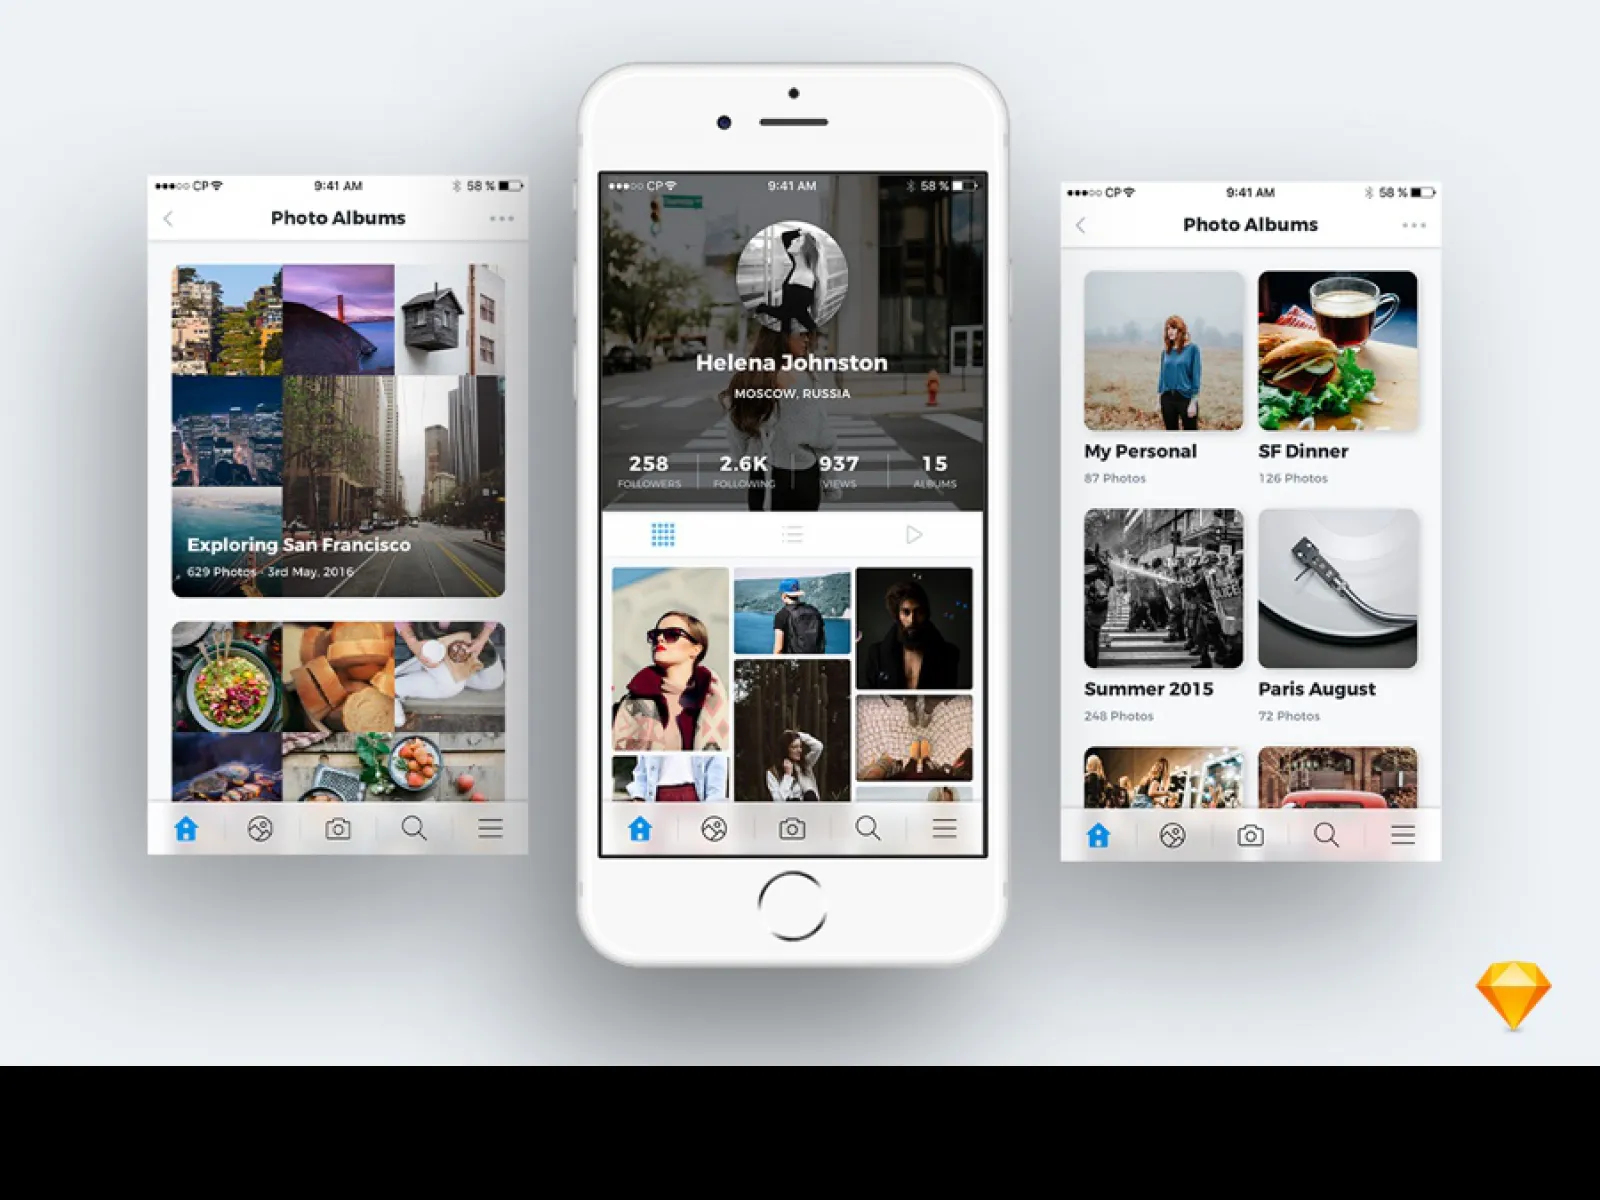 CP
9:41 AM
58 %
Photo Albums
Exploring San Francisco
629 Photos - 3rd May, 2016
CP
9:41 AM
58 %
Helena Johnston
MOSCOW, RUSSIA
258
2.6K
937
15
FOLLOWERS
FOLLOWING
VIEWS
ALBUMS
CP
9:41 AM
58 %
Photo Albums
My Personal
SF Dinner
87 Photos
126 Photos
POLICE
Summer 2015
Paris August
248 Photos
72 Photos